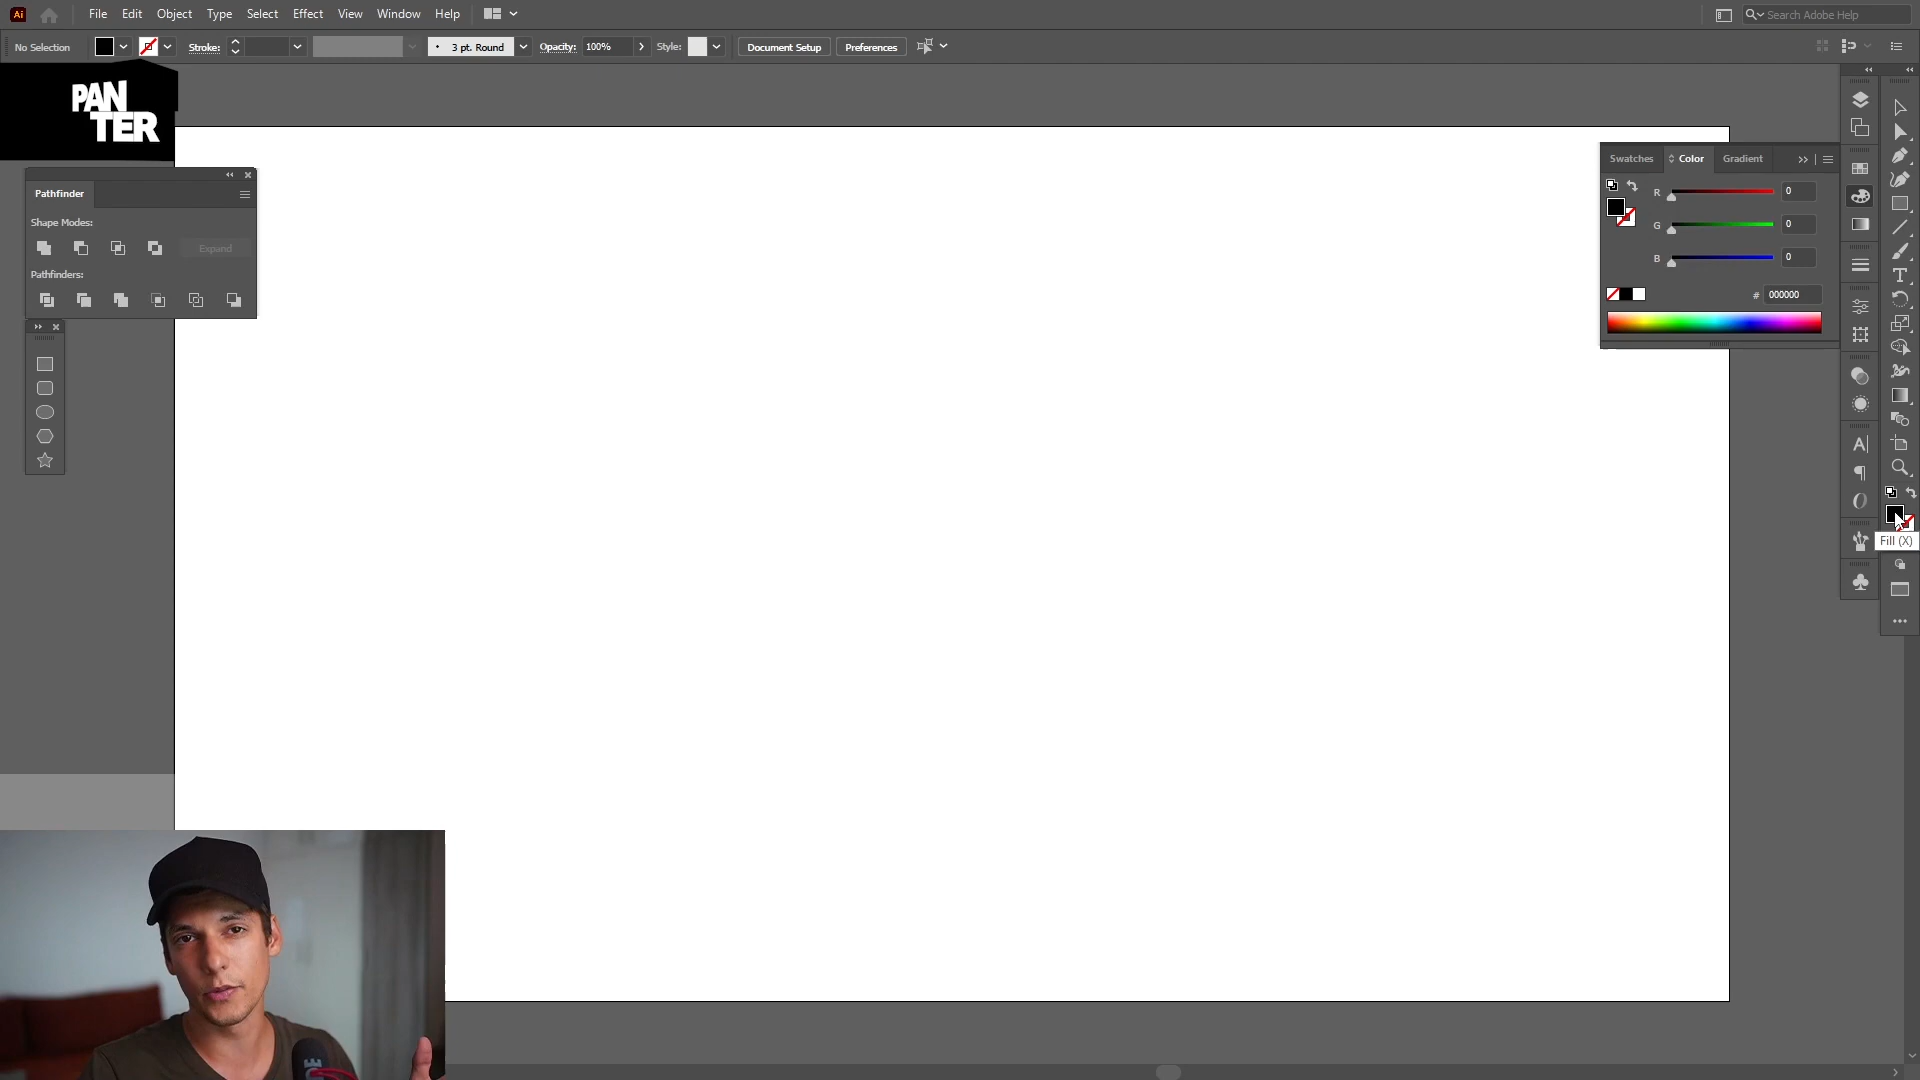 Ai File Edit Object Type Select Effect View Window Help Search Adobe Help
No Selection Stroke: 3 pt. Round Opacity: 100% Style: Document Setup Preferences
PAN
TER
Pathfinder
Shape Modes:
Expand
Pathfinders:
Swatches Color Gradient
R 0
G 0
B 0
# 000000
Fill (X)